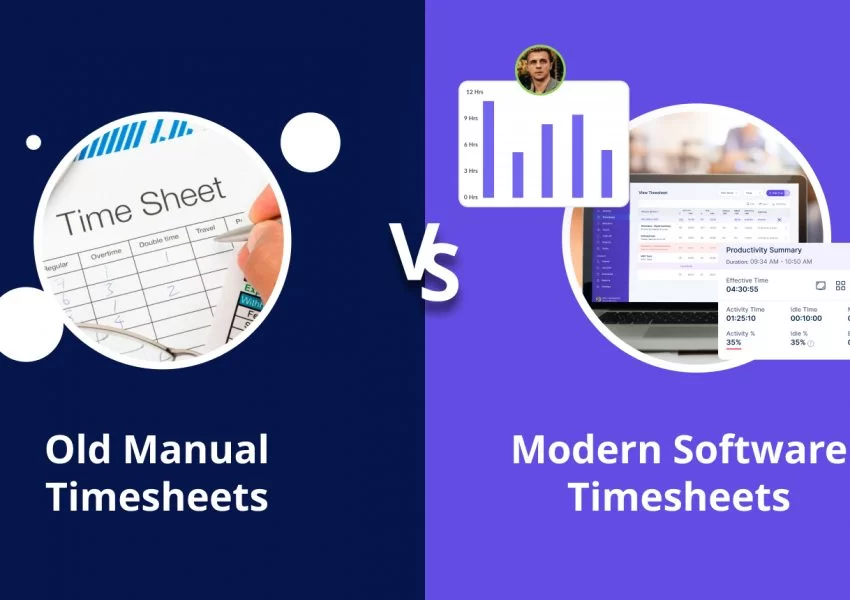 Time Sheet
Regular
Overtime
Double time
Travel
VS
Old Manual
Timesheets
12 Hrs
9 Hrs
6 Hrs
3 Hrs
0 Hrs
View Timesheet
Productivity Summary
Duration: 09:34 AM - 10:50 AM
Effective Time
04:30:55
Activity Time
Idle Time
01:25:10
00:10:00
Activity %
Idle %
35%
35%
Modern Software
Timesheets